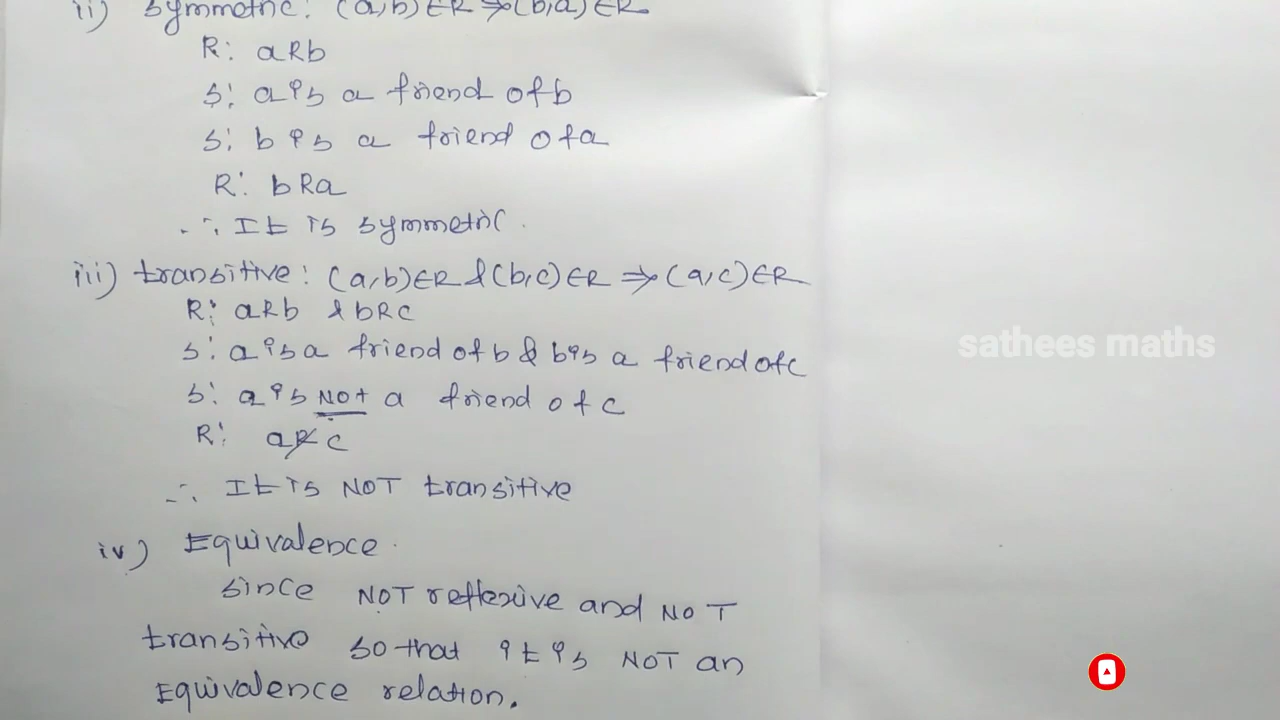 ii) Symmetric: (a,b)∈R ⇒(b,a)∈R
R: aRb
S: a is a friend of b
S: b is a friend of a
R: bRa
∴ It is symmetric.
iii) transitive: (a,b)∈R & (b,c)∈R ⇒ (a,c)∈R
R: aRb & bRc
S: a is a friend of b & b is a friend of c
S: a is NOt a friend of c
R: aR̸c
∴ It is NOT transitive
iv) Equivalence.
since NOT reflexive and NOT
transitive so that it is NOT an
Equivalence relation.
sathees maths